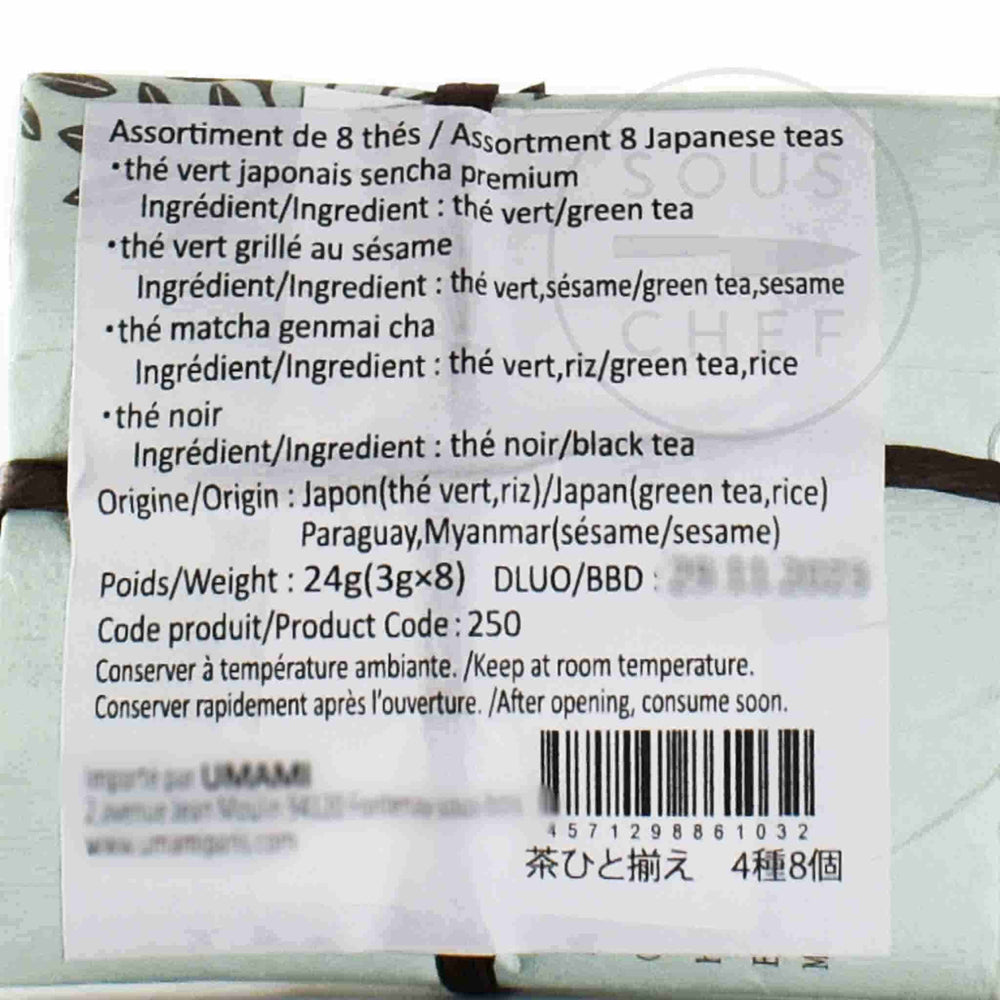 Assortiment de 8 thés / Assortment 8 Japanese teas
・thé vert japonais sencha premium
Ingrédient/Ingredient : thé vert/green tea
・thé vert grillé au sésame
Ingrédient/Ingredient : thé vert,sésame/green tea,sesame
・thé matcha genmai cha
Ingrédient/Ingredient : thé vert,riz/green tea,rice
・thé noir
Ingrédient/Ingredient : thé noir/black tea
Origine/Origin : Japon(thé vert,riz)/Japan(green tea,rice)
Paraguay,Myanmar(sésame/sesame)
Poids/Weight : 24g(3g×8) DLUO/BBD :
Code produit/Product Code : 250
Conserver à température ambiante. /Keep at room temperature.
Conserver rapidement après l'ouverture. /After opening, consume soon.
importé par UMAMI
4571298861032
茶ひと揃え 4種8個
SOUS
CHEF